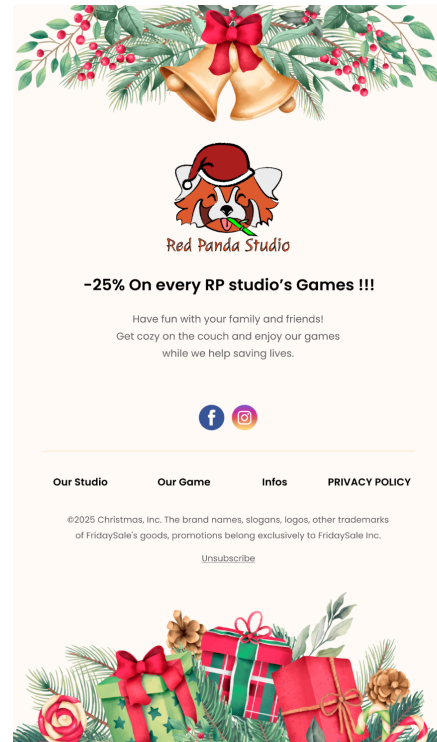 Red Panda Studio
-25% On every RP studio's Games !!!
Have fun with your family and friends!
Get cozy on the couch and enjoy our games
while we help saving lives.
Our Studio Our Game Infos PRIVACY POLICY
©2025 Christmas, Inc. The brand names, slogans, logos, other trademarks
of FridaySale's goods, promotions belong exclusively to FridaySale Inc.
Unsubscribe